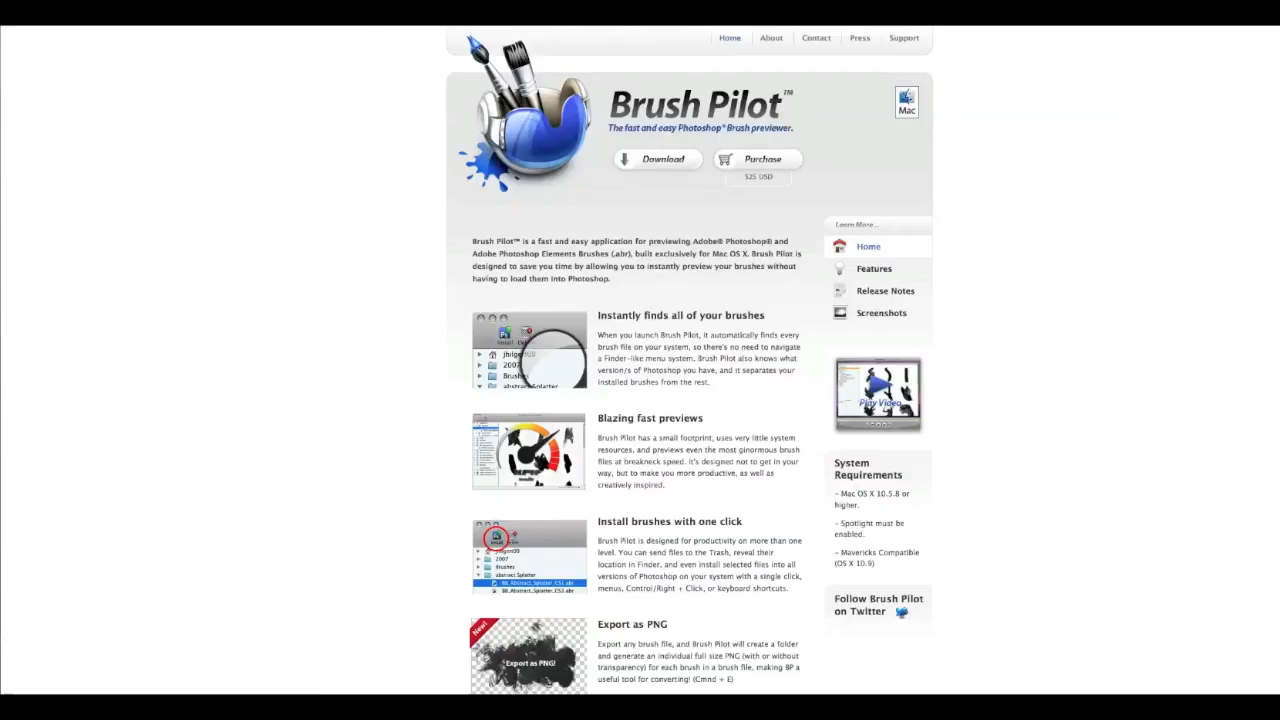 Home
About
Contact
Press
Support
Brush Pilot™
The fast and easy Photoshop® Brush previewer.
Mac
Download
Purchase
$25 USD
Learn More...
Home
Features
Release Notes
Screenshots
Brush Pilot™ is a fast and easy application for previewing Adobe® Photoshop® and
Adobe Photoshop Elements Brushes (.abr), built exclusively for Mac OS X. Brush Pilot is
designed to save you time by allowing you to instantly preview your brushes without
having to load them into Photoshop.
Install
2007
Brushes
abstractSplatter
Instantly finds all of your brushes
When you launch Brush Pilot, it automatically finds every
brush file on your system, so there's no need to navigate
a Finder-like menu system. Brush Pilot also knows what
version/s of Photoshop you have, and it separates your
installed brushes from the rest.
Play Video
Blazing fast previews
Brush Pilot has a small footprint, uses very little system
resources, and previews even the most ginormous brush
files at breakneck speed. it's designed not to get in your
way, but to make you more productive, as well as
creatively inspired.
System
Requirements
- Mac OS X 10.5.8 or
higher.
- Spotlight must be
enabled.
- Mavericks Compatible
(OS X 10.9)
2007
Brushes
abstract Splatter
BB_Abstract_Splatter_CS1.abr
BB_Abstract_Splatter_CS3.abr
Install brushes with one click
Brush Pilot is designed for productivity on more than one
level. You can send files to the Trash, reveal their
location in Finder, and even install selected files into all
versions of Photoshop on your system with a single click,
menus, Control/Right + Click, or keyboard shortcuts.
Follow Brush Pilot
on Twitter
New!
Export as PNG!
Export as PNG
Export any brush file, and Brush Pilot will create a folder
and generate an individual full size PNG (with or without
transparency) for each brush in a brush file, making BP a
useful tool for converting! (Cmnd + E)